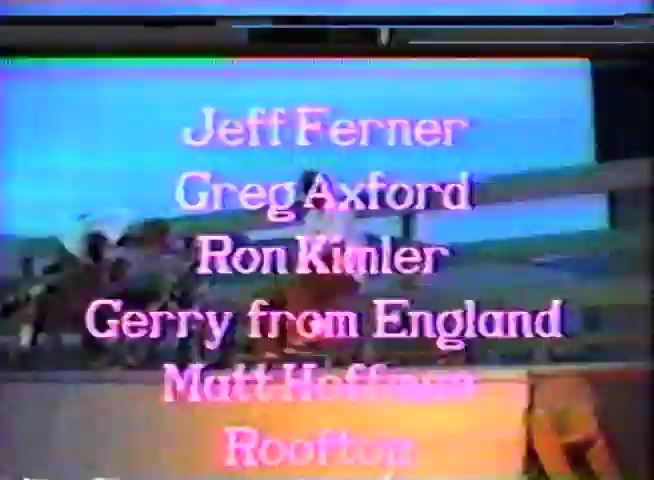 Jeff Ferner
Greg Axford
Ron Kimler
Gerry from England
Matt Hoffman
Rooftop